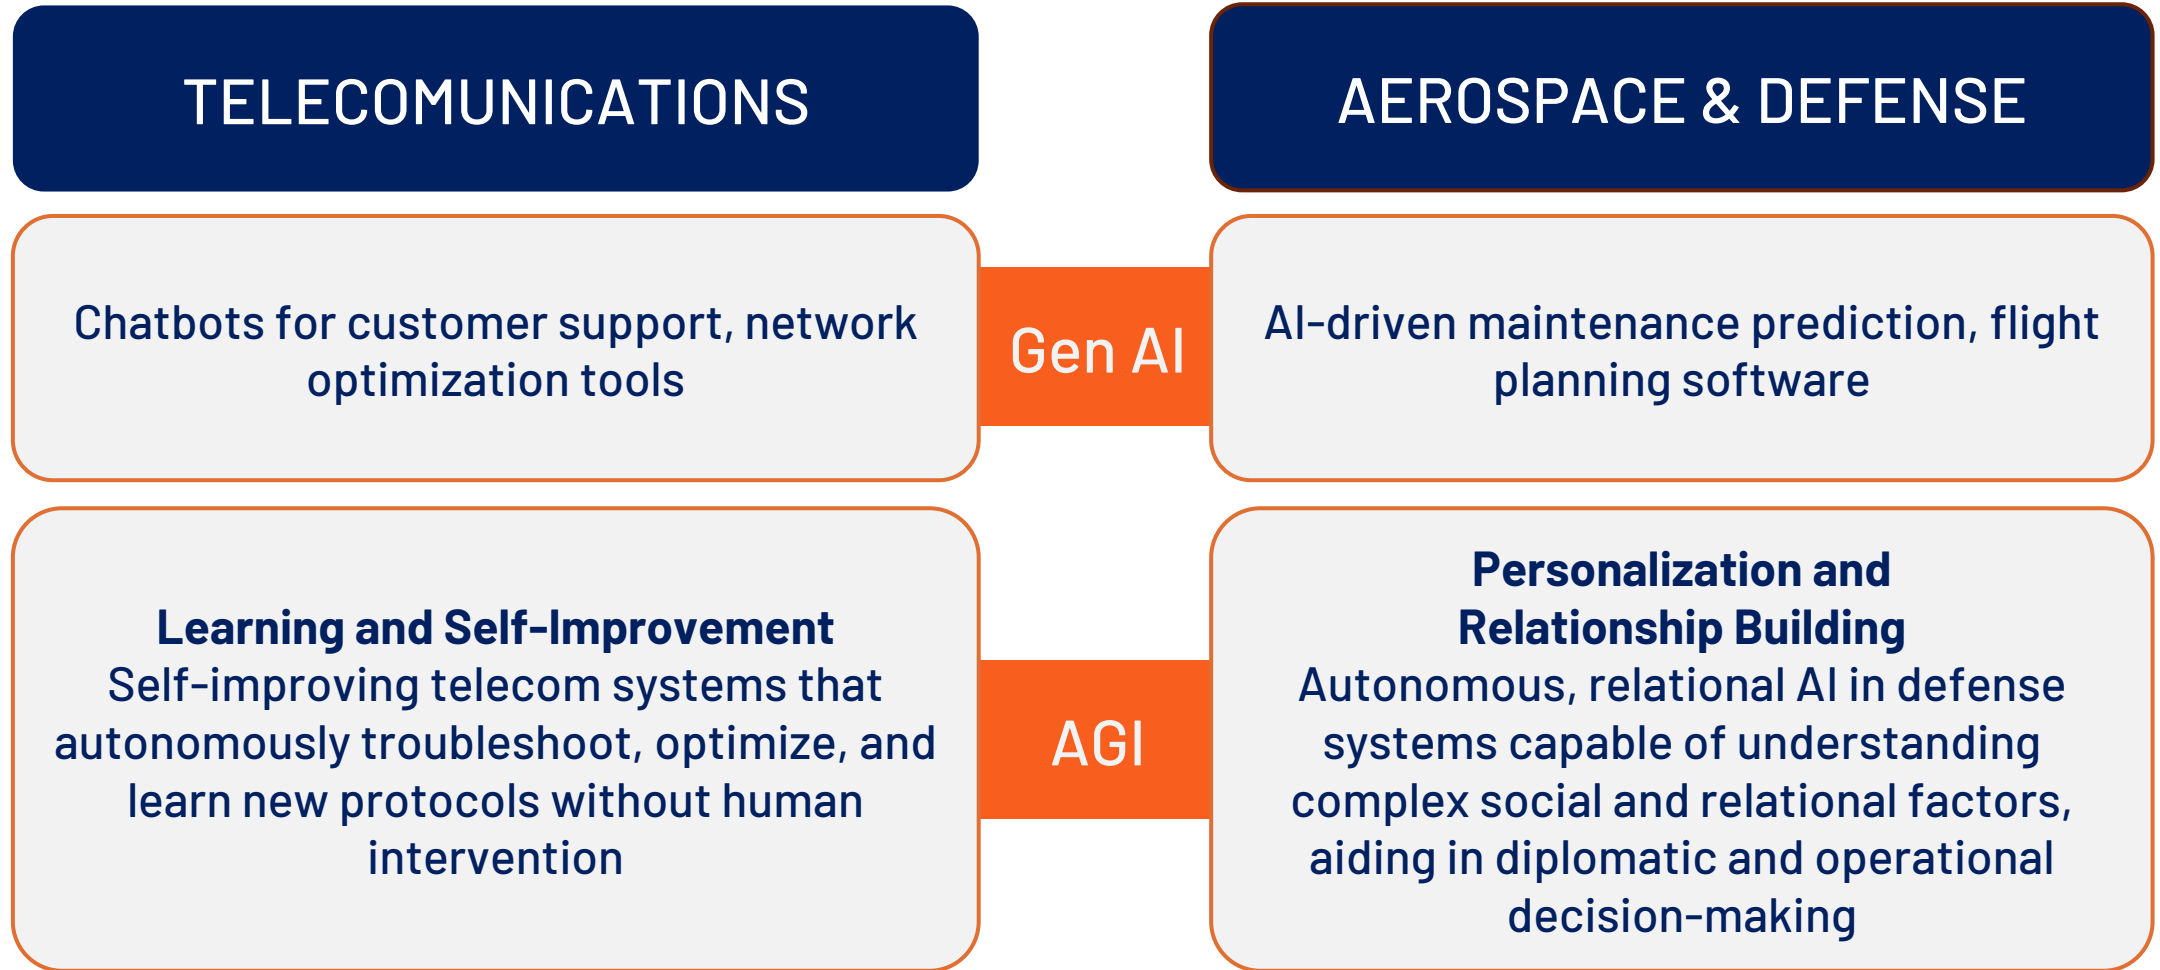 TELECOMUNICATIONS
AEROSPACE & DEFENSE
Chatbots for customer support, network
optimization tools
Gen AI
AI-driven maintenance prediction, flight
planning software
Learning and Self-Improvement
Self-improving telecom systems that
autonomously troubleshoot, optimize, and
learn new protocols without human
intervention
AGI
Personalization and
Relationship Building
Autonomous, relational AI in defense
systems capable of understanding
complex social and relational factors,
aiding in diplomatic and operational
decision-making